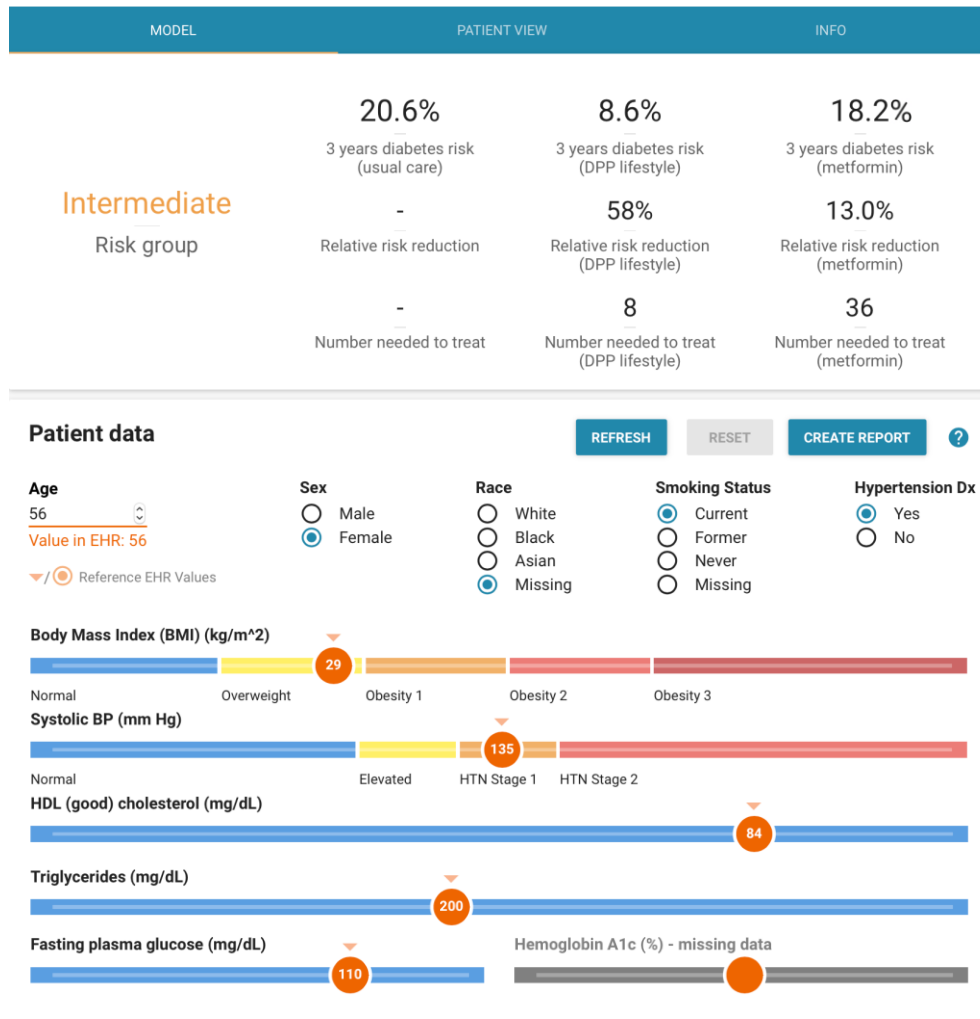 MODEL PATIENT VIEW INFO
20.6% 8.6% 18.2%
3 years diabetes risk 3 years diabetes risk 3 years diabetes risk
(usual care) (DPP lifestyle) (metformin)
Intermediate
Risk group
- 58% 13.0%
Relative risk reduction Relative risk reduction Relative risk reduction
(DPP lifestyle) (metformin)
- 8 36
Number needed to treat Number needed to treat Number needed to treat
(DPP lifestyle) (metformin)
Patient data REFRESH RESET CREATE REPORT ?
Age Sex Race Smoking Status Hypertension Dx
56 Male White Current Yes
Value in EHR: 56 Female Black Former No
Asian Never
/ Reference EHR Values Missing Missing
Body Mass Index (BMI) (kg/m^2)
29
Normal Overweight Obesity 1 Obesity 2 Obesity 3
Systolic BP (mm Hg)
135
Normal Elevated HTN Stage 1 HTN Stage 2
HDL (good) cholesterol (mg/dL)
84
Triglycerides (mg/dL)
200
Fasting plasma glucose (mg/dL) Hemoglobin A1c (%) - missing data
110